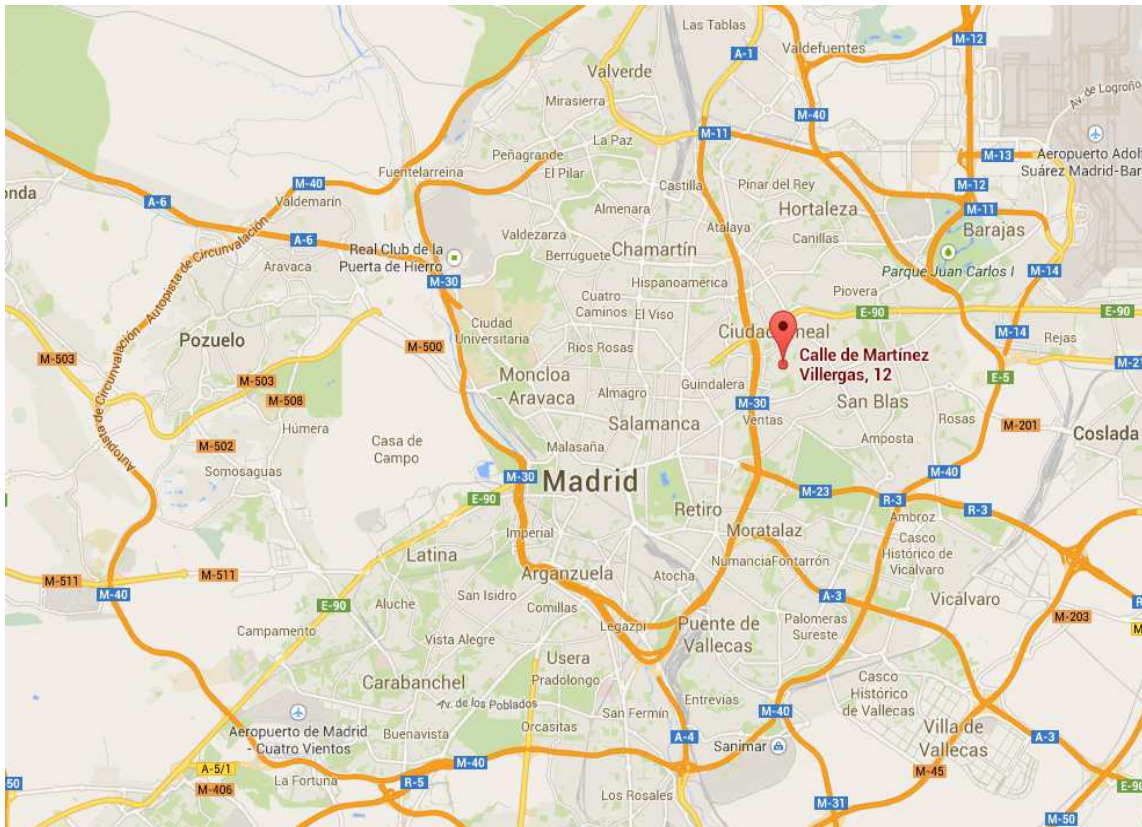 Las Tablas
M-12
A-1
Valdefuentes
Valverde
Mirasierra
M-40
Av. de Logroño
La Paz
M-11
Peñagrande
Fuentelarreina
El Pilar
M-13
Aeropuerto Adolf
Suárez Madrid-Bar
onda
M-40
Valdemarin
Castilla
Pinar del Rey
M-12
A-6
Almenara
Hortaleza
M-11
Barajas
A-6
Valdezarza
Chamartín
Atalaya
Canillas
Real Club de la
Puerta de Hierro
Berruguete
Parque Juan Carlos I
Aravaca
Autopista de Circunvalación
M-30
Hispanoamérica
M-14
Piovera
Cuatro
Caminos
El Viso
E-90
E-90
Ciudad
Universitaria
Ciudad Lineal
M-14
Rejas
Pozuelo
M-500
Ríos Rosas
M-503
Calle de Martínez
Villergas, 12
M-21
Moncloa
- Aravaca
Guindalera
E-5
M-503
Almagro
M-508
M-30
San Blas
Húmera
Salamanca
Ventas
Rosas
M-201
Coslada
Autopista de Circunvalación
M-502
Casa de
Campo
Malasaña
Amposta
Somosaguas
M-30
Madrid
M-40
E-90
M-23
R-3
R-3
Retiro
Ambroz
Imperial
Moratalaz
Casco
Histórico de
Vicálvaro
Latina
Numancia
Fontarrón
M-511
M-511
Arganzuela
Atocha
M-40
San Isidro
A-3
Vicálvaro
R
E-90
Aluche
Comillas
M-203
Campamento
Legazpi
Puente de
Vallecas
Palomeras
Sureste
M
Vista Alegre
Usera
Pradolongo
Carabanchel
Casco
Histórico
de Vallecas
Av. de los Poblados
Entrevías
San Fermín
M-40
Aeropuerto de Madrid
- Cuatro Vientos
Buenavista
Orcasitas
A-4
Sanimar
Villa de
Vallecas
A-3
M-40
A-5/1
La Fortuna
R-5
M-45
-50
M-406
E-90
Los Rosales
M-31
M-50